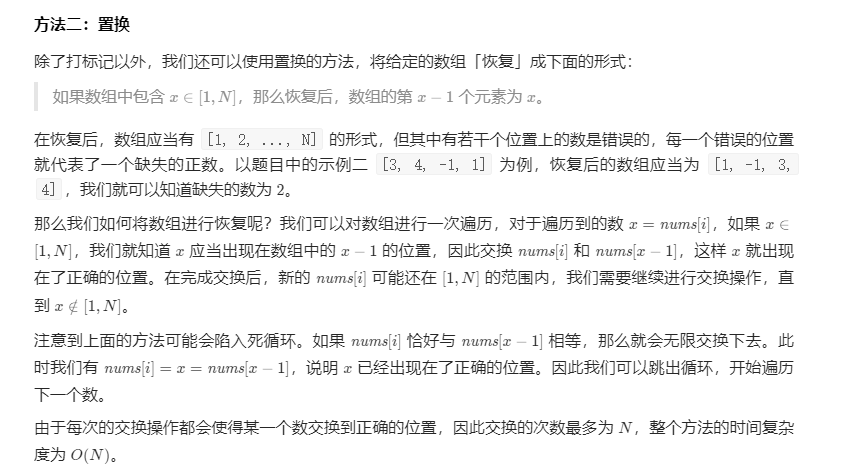 方法二：置换
除了打标记以外，我们还可以使用置换的方法，将给定的数组「恢复」成下面的形式：
如果数组中包含 x ∈ [1, N]，那么恢复后，数组的第 x − 1 个元素为 x。
在恢复后，数组应当有 [1, 2, ..., N] 的形式，但其中有若干个位置上的数是错误的，每一个错误的位置
就代表了一个缺失的正数。以题目中的示例二 [3, 4, -1, 1] 为例，恢复后的数组应当为 [1, -1, 3,
4]，我们就可以知道缺失的数为 2。
那么我们如何将数组进行恢复呢？我们可以对数组进行一次遍历，对于遍历到的数 x = nums[i]，如果 x ∈
[1, N]，我们就知道 x 应当出现在数组中的 x − 1 的位置，因此交换 nums[i] 和 nums[x − 1]，这样 x 就出现
在了正确的位置。在完成交换后，新的 nums[i] 可能还在 [1, N] 的范围内，我们需要继续进行交换操作，直
到 x ∉ [1, N]。
注意到上面的方法可能会陷入死循环。如果 nums[i] 恰好与 nums[x − 1] 相等，那么就会无限交换下去。此
时我们有 nums[i] = x = nums[x − 1]，说明 x 已经出现在了正确的位置。因此我们可以跳出循环，开始遍历
下一个数。
由于每次的交换操作都会使得某一个数交换到正确的位置，因此交换的次数最多为 N，整个方法的时间复杂
度为 O(N)。